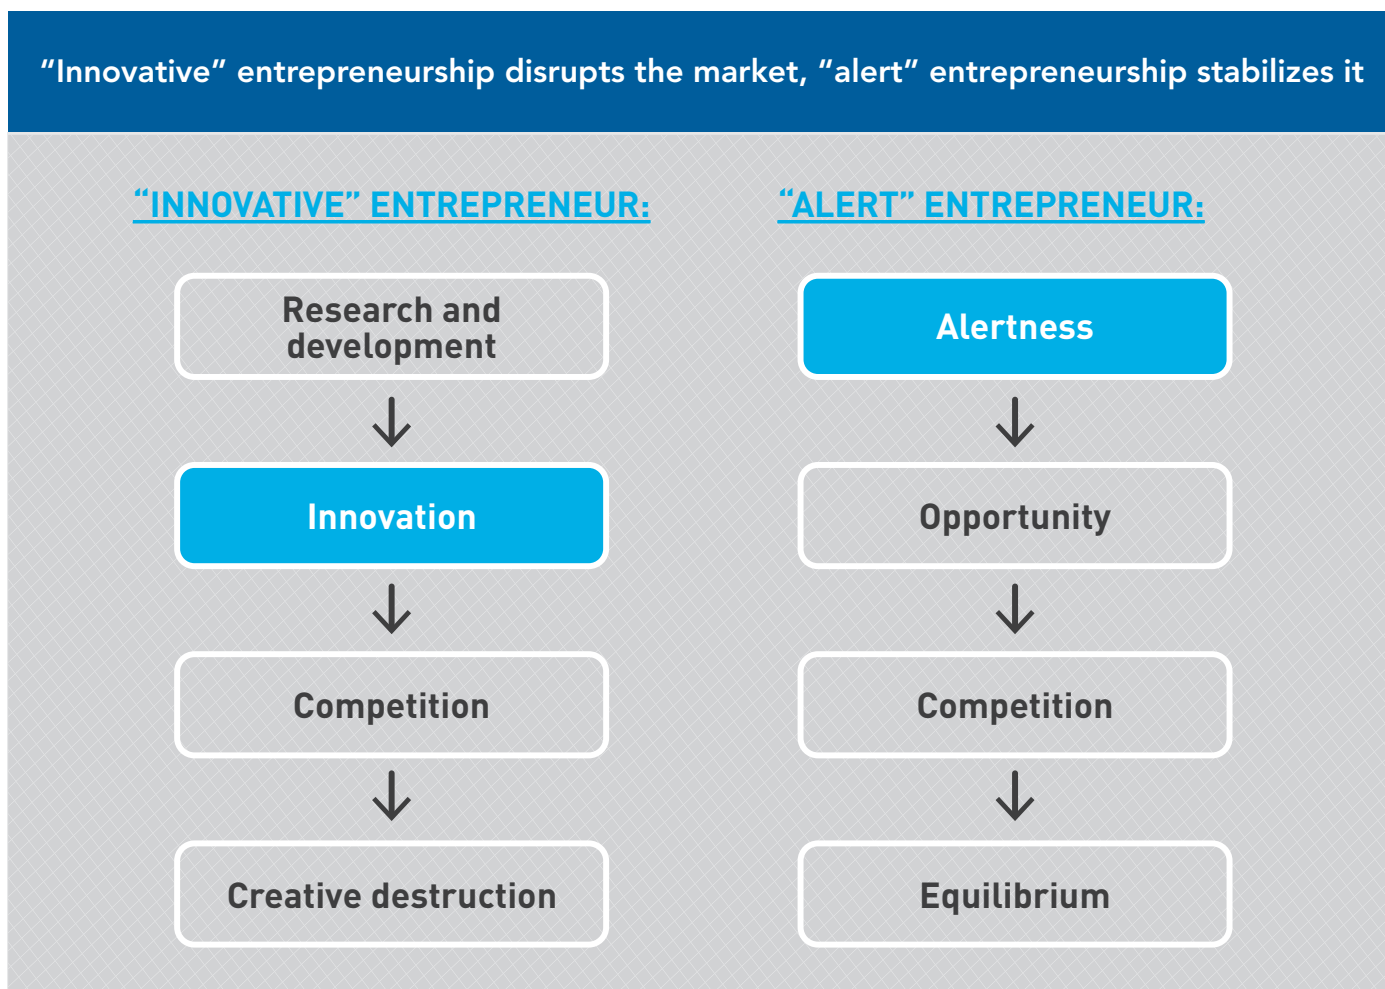 “Innovative” entrepreneurship disrupts the market, “alert” entrepreneurship stabilizes it
“INNOVATIVE” ENTREPRENEUR:
Research and
development
Innovation
Competition
Creative destruction
“ALERT” ENTREPRENEUR:
Alertness
Opportunity
Competition
Equilibrium